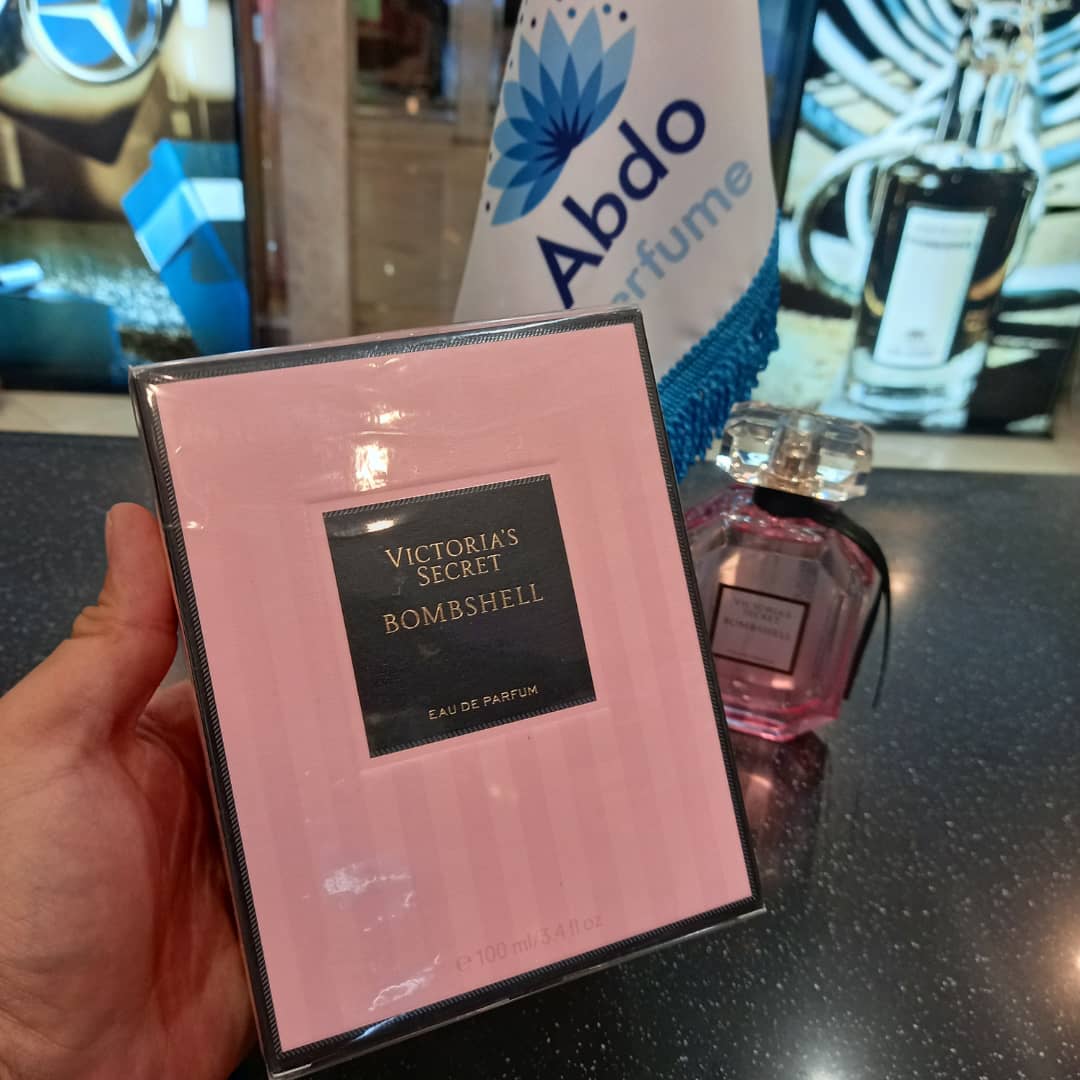 Abdo
erfume
VICTORIA'S
SECRET
BOMBSHELL
EAU DE PARFUM
℮ 100 ml/3.4 fl oz
VICTORIA'S
SECRET
BOMBSHELL